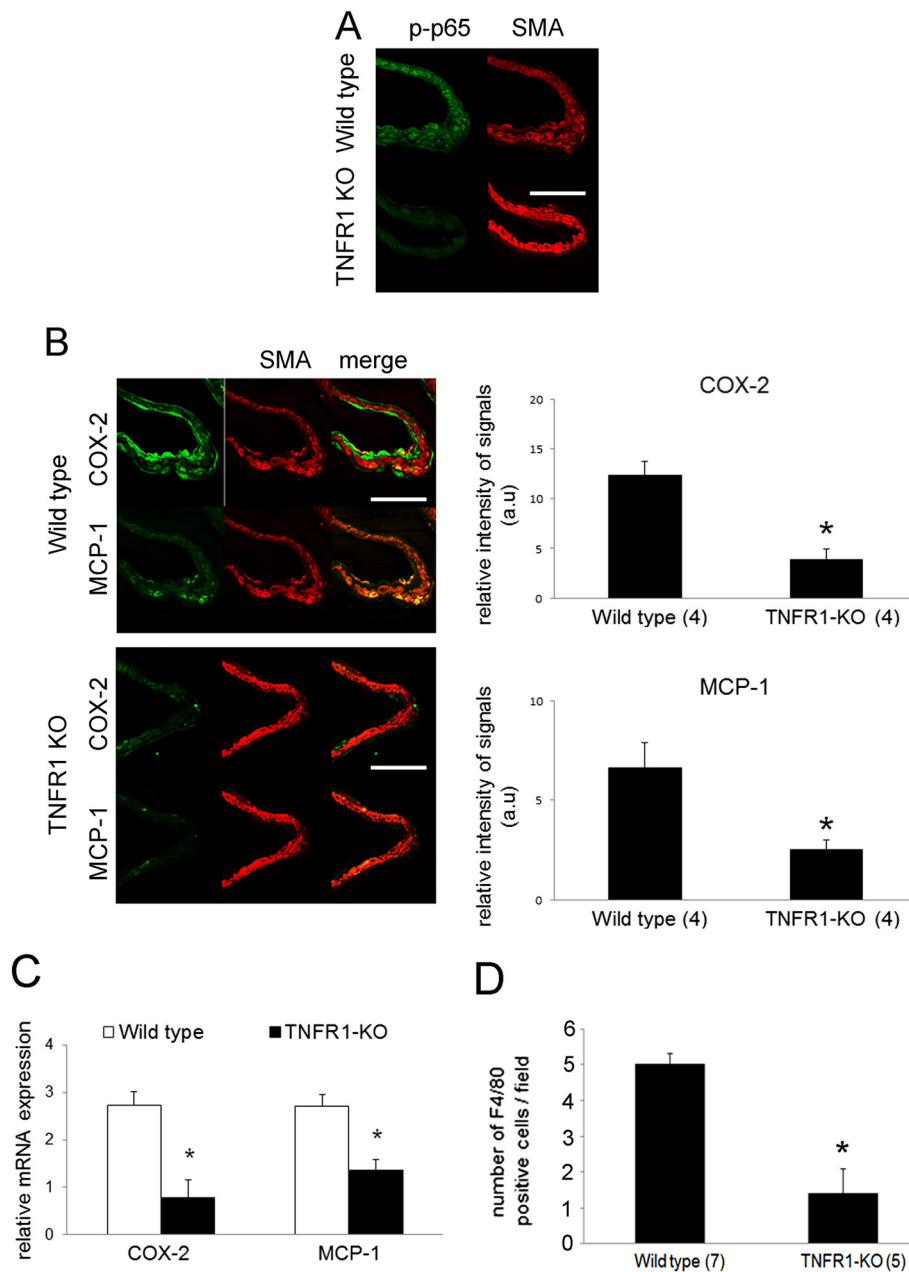 A
p-p65 SMA
Wild type
TNFR1 KO
B
SMA merge
Wild type
COX-2
MCP-1
TNFR1 KO
COX-2
MCP-1
COX-2
relative intensity of signals
(a.u)
20
15
10
5
0
*
Wild type (4) TNFR1-KO (4)
MCP-1
relative intensity of signals
(a.u)
10
5
0
*
Wild type (4) TNFR1-KO (4)
C
Wild type TNFR1-KO
relative mRNA expression
4
3
2
1
0
* *
COX-2 MCP-1
D
number of F4/80
positive cells / field
6
5
4
3
2
1
0
*
Wild type (7) TNFR1-KO (5)